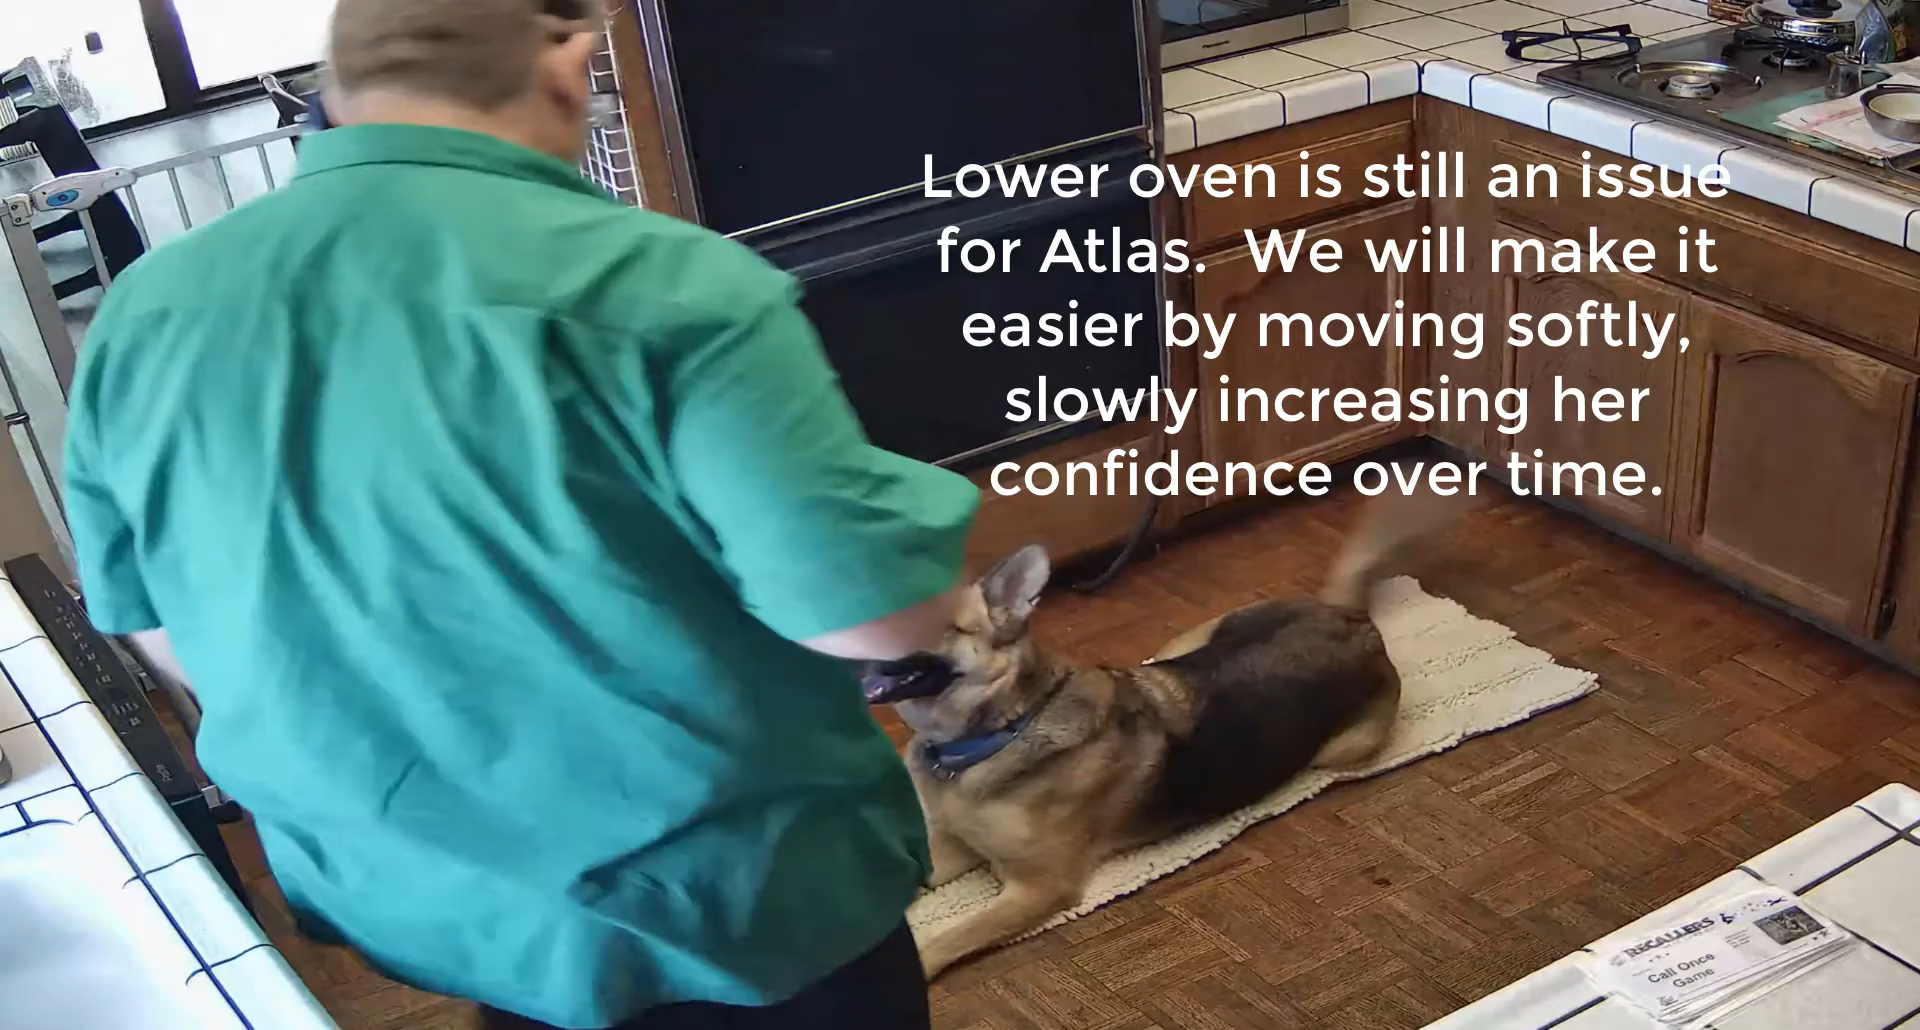 Lower oven is still an issue
for Atlas. We will make it
easier by moving softly,
slowly increasing her
confidence over time.
RECALLERS
Call Once
Game